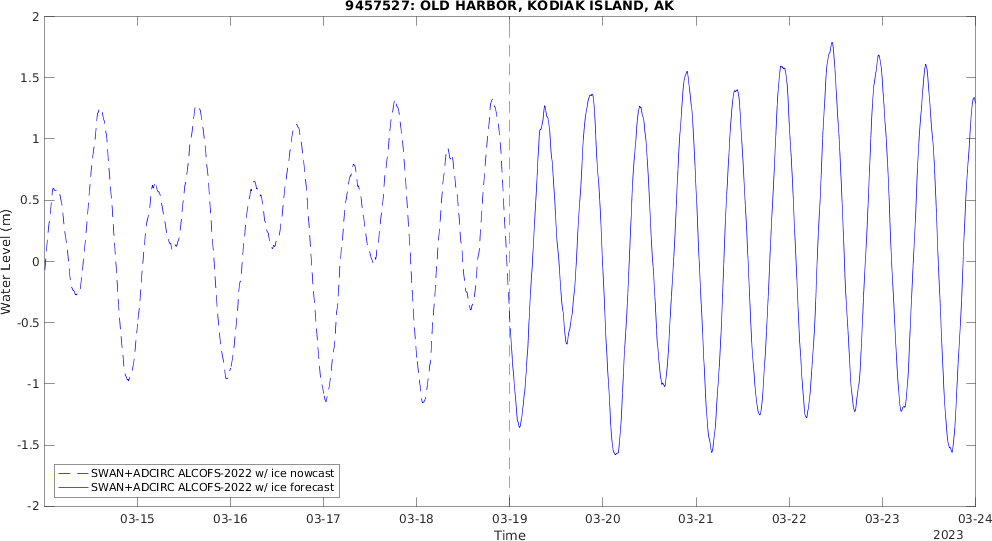 9457527: OLD HARBOR, KODIAK ISLAND, AK
2
1.5
1
0.5
0
-0.5
-1
-1.5
-2
Water Level (m)
SWAN+ADCIRC ALCOFS-2022 w/ ice nowcast
SWAN+ADCIRC ALCOFS-2022 w/ ice forecast
03-15 03-16 03-17 03-18 03-19 03-20 03-21 03-22 03-23 03-24
Time
2023